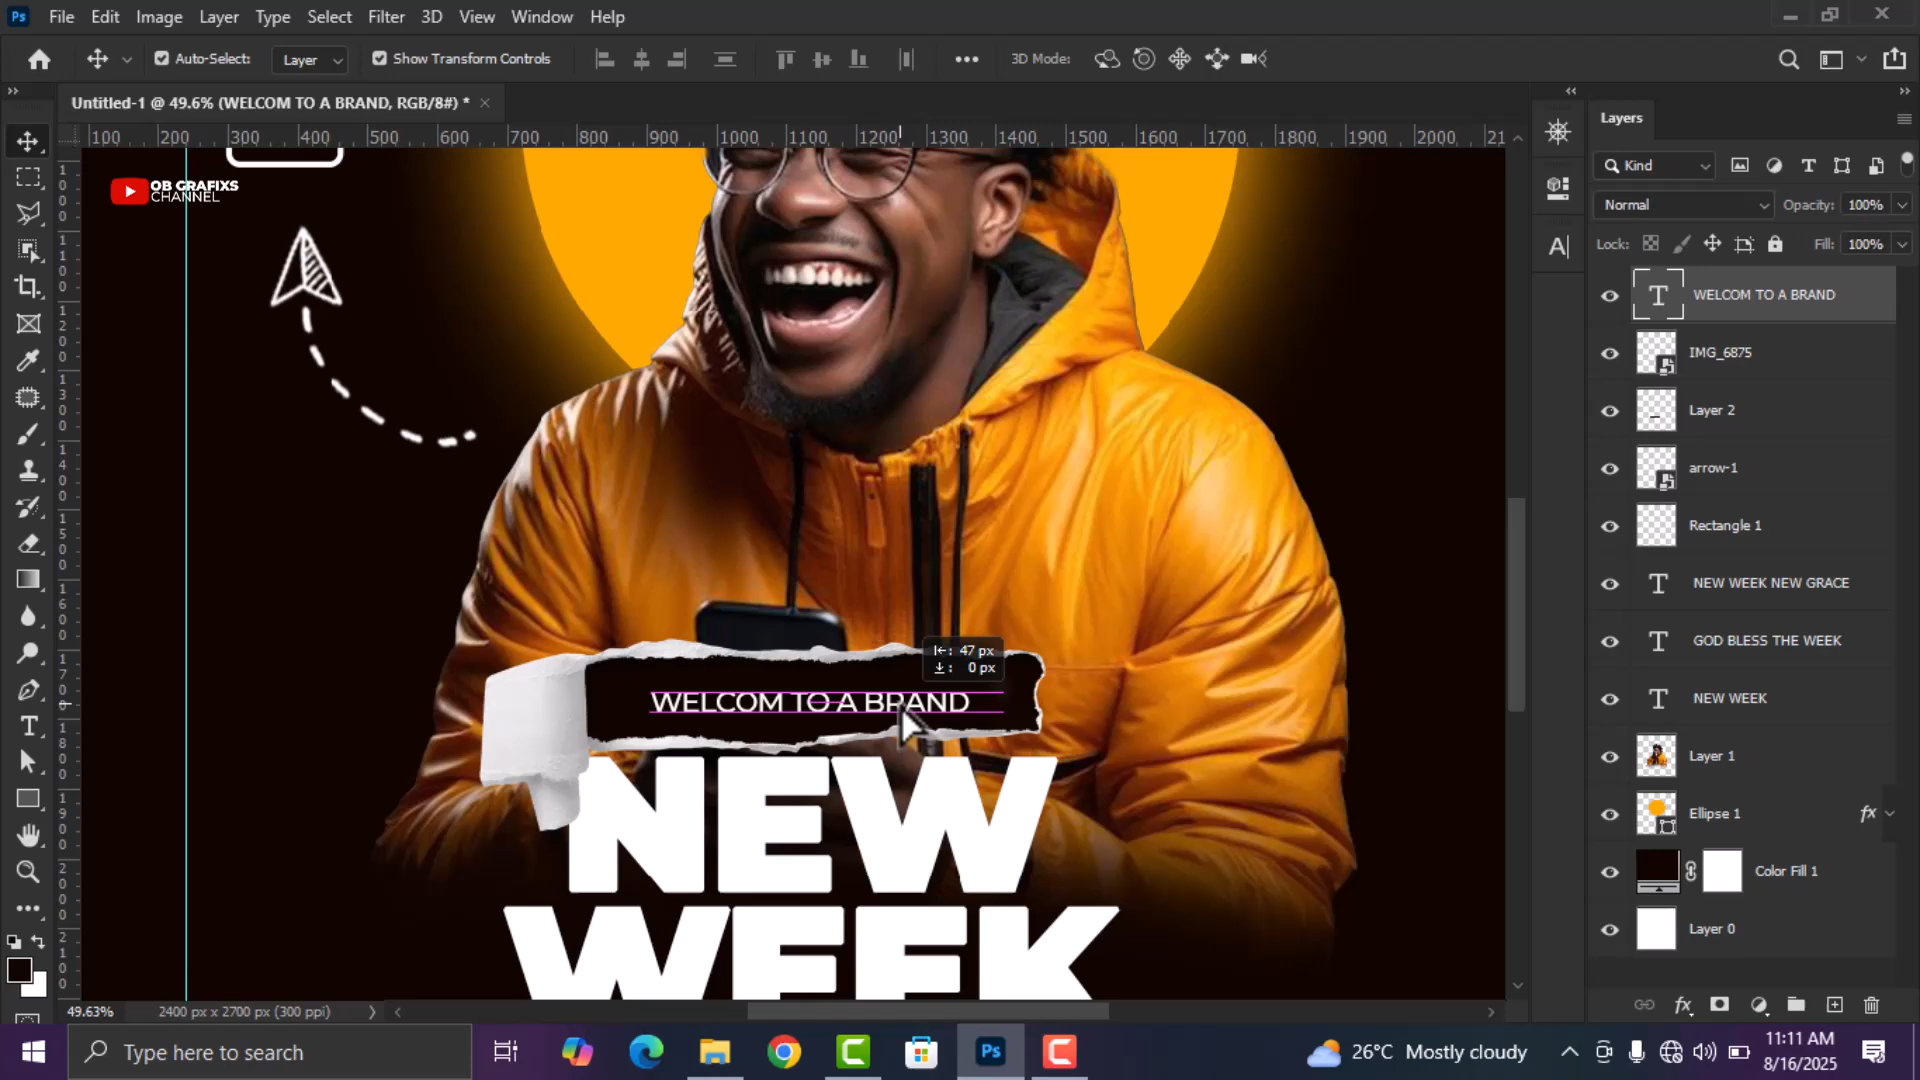 Ps File Edit Image Layer Type Select Filter 3D View Window Help
Auto-Select: Layer Show Transform Controls 3D Mode:
Untitled-1 @ 49.6% (WELCOM TO A BRAND, RGB/8#) *
100 200 300 400 500 600 700 800 900 1000 1100 1200 1300 1400 1500 1600 1700 1800 1900 2000 21
OB GRAFIXS
CHANNEL
47 px
0 px
WELCOM TO A BRAND
NEW
WEEK
Layers
Kind
Normal Opacity: 100%
Lock: Fill: 100%
WELCOM TO A BRAND
IMG_6875
Layer 2
arrow-1
Rectangle 1
NEW WEEK NEW GRACE
GOD BLESS THE WEEK
NEW WEEK
Layer 1
Ellipse 1 fx
Color Fill 1
Layer 0
49.63% 2400 px x 2700 px (300 ppi)
Type here to search
Ps
26°C Mostly cloudy
11:11 AM
8/16/2025